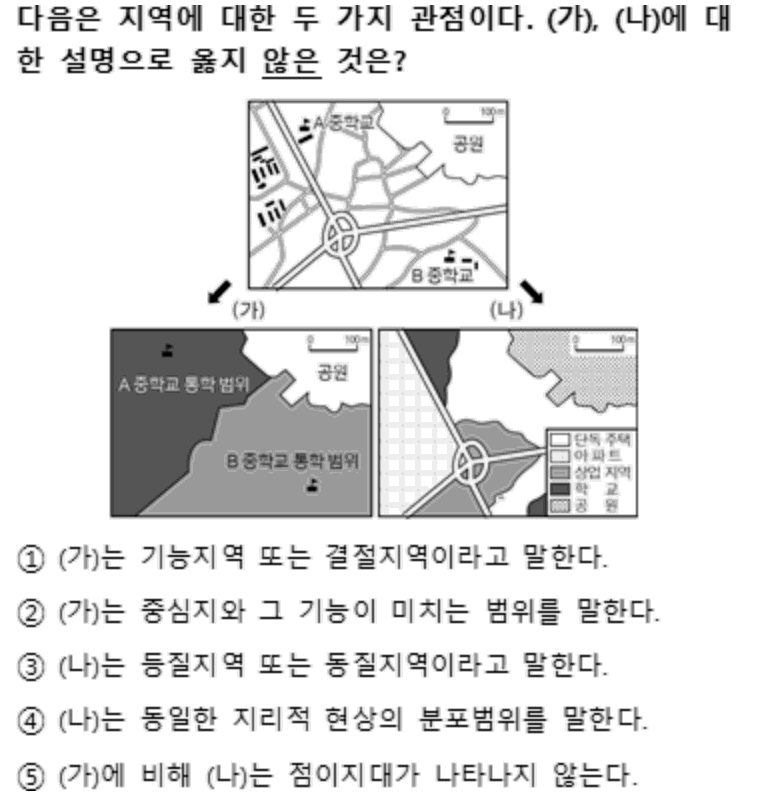 다음은 지역에 대한 두 가지 관점이다. (가), (나)에 대
한 설명으로 옳지 않은 것은?
0 100m
A 중학교
공원
B 중학교
(가)
(나)
0 100m
공원
A 중학교 통학 범위
B 중학교 통학 범위
0 100m
단독 주택
아 파 트
상업 지역
학 교
공 원
① (가)는 기능지역 또는 결절지역이라고 말한다.
② (가)는 중심지와 그 기능이 미치는 범위를 말한다.
③ (나)는 등질지역 또는 동질지역이라고 말한다.
④ (나)는 동일한 지리적 현상의 분포범위를 말한다.
⑤ (가)에 비해 (나)는 점이지대가 나타나지 않는다.